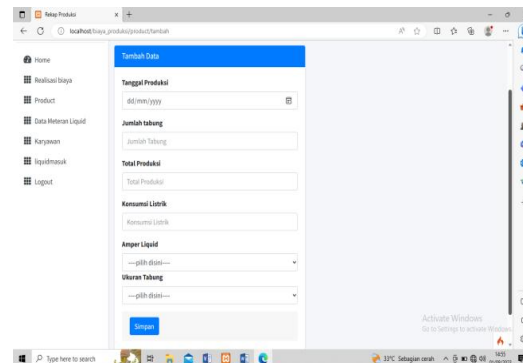 Rekap Produksi
localhost/biaya_produksi/product/tambah
Home
Realisasi biaya
Product
Data Meteran Liquid
Karyawan
liquidmasuk
Logout
Tambah Data
Tanggal Produksi
dd/mm/yyyy
Jumlah tabung
Jumlah Tabung
Total Produksi
Total Produksi
Konsumsi Listrik
Konsumsi Listrik
Amper Liquid
----pilih disini----
Ukuran Tabung
----pilih disini----
Simpan
Activate Windows
Go to Settings to activate Windows.
Type here to search
33°C Sebagian cerah
14:55